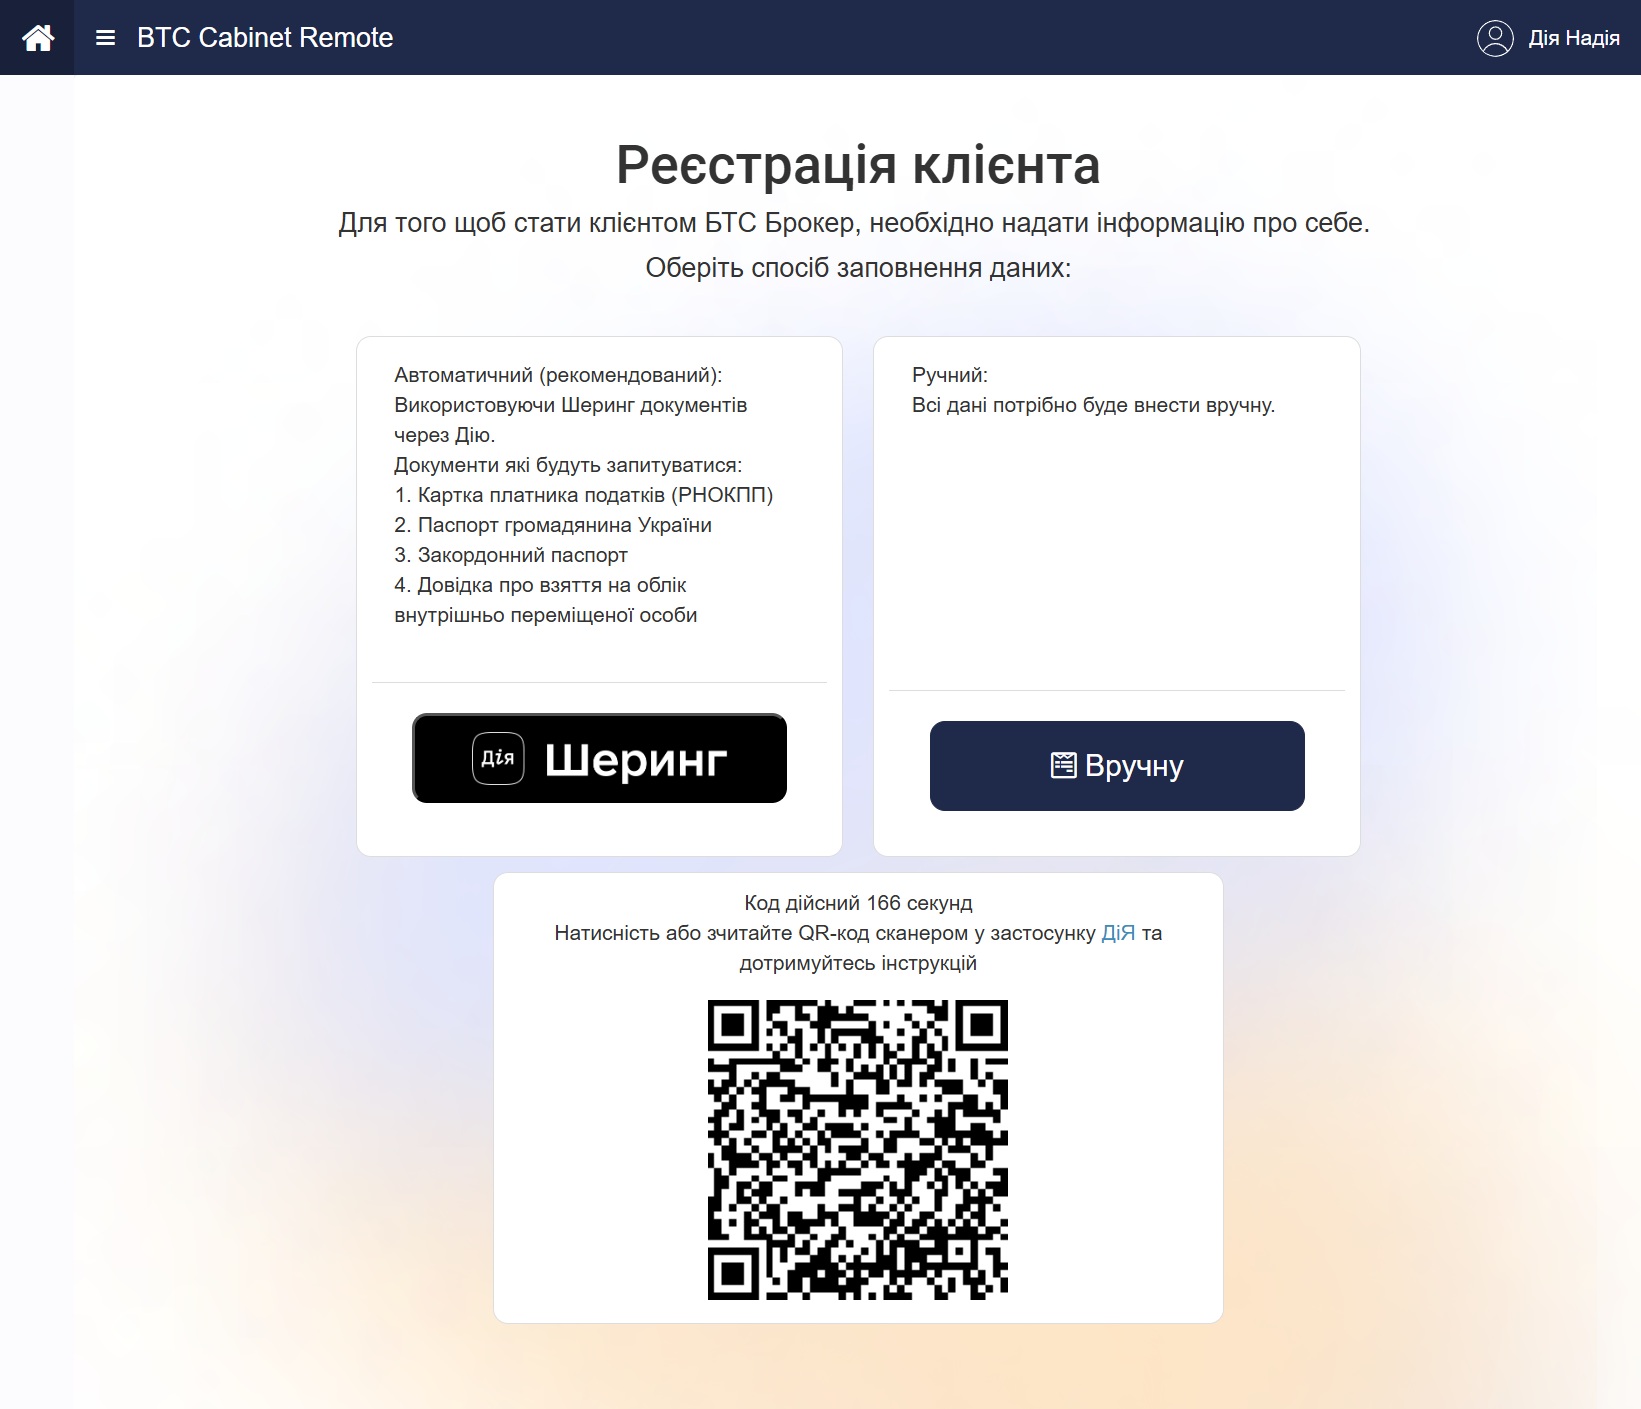 BTC Cabinet Remote
Дія Надія
Реєстрація клієнта
Для того щоб стати клієнтом БТС Брокер, необхідно надати інформацію про себе.
Оберіть спосіб заповнення даних:
Автоматичний (рекомендований):
Використовуючи Шеринг документів
через Дію.
Документи які будуть запитуватися:
1. Картка платника податків (РНОКПП)
2. Паспорт громадянина України
3. Закордонний паспорт
4. Довідка про взяття на облік
внутрішньо переміщеної особи
Дія Шеринг
Ручний:
Всі дані потрібно буде внести вручну.
Вручну
Код дійсний 166 секунд
Натисність або зчитайте QR-код сканером у застосунку ДіЯ та
дотримуйтесь інструкцій